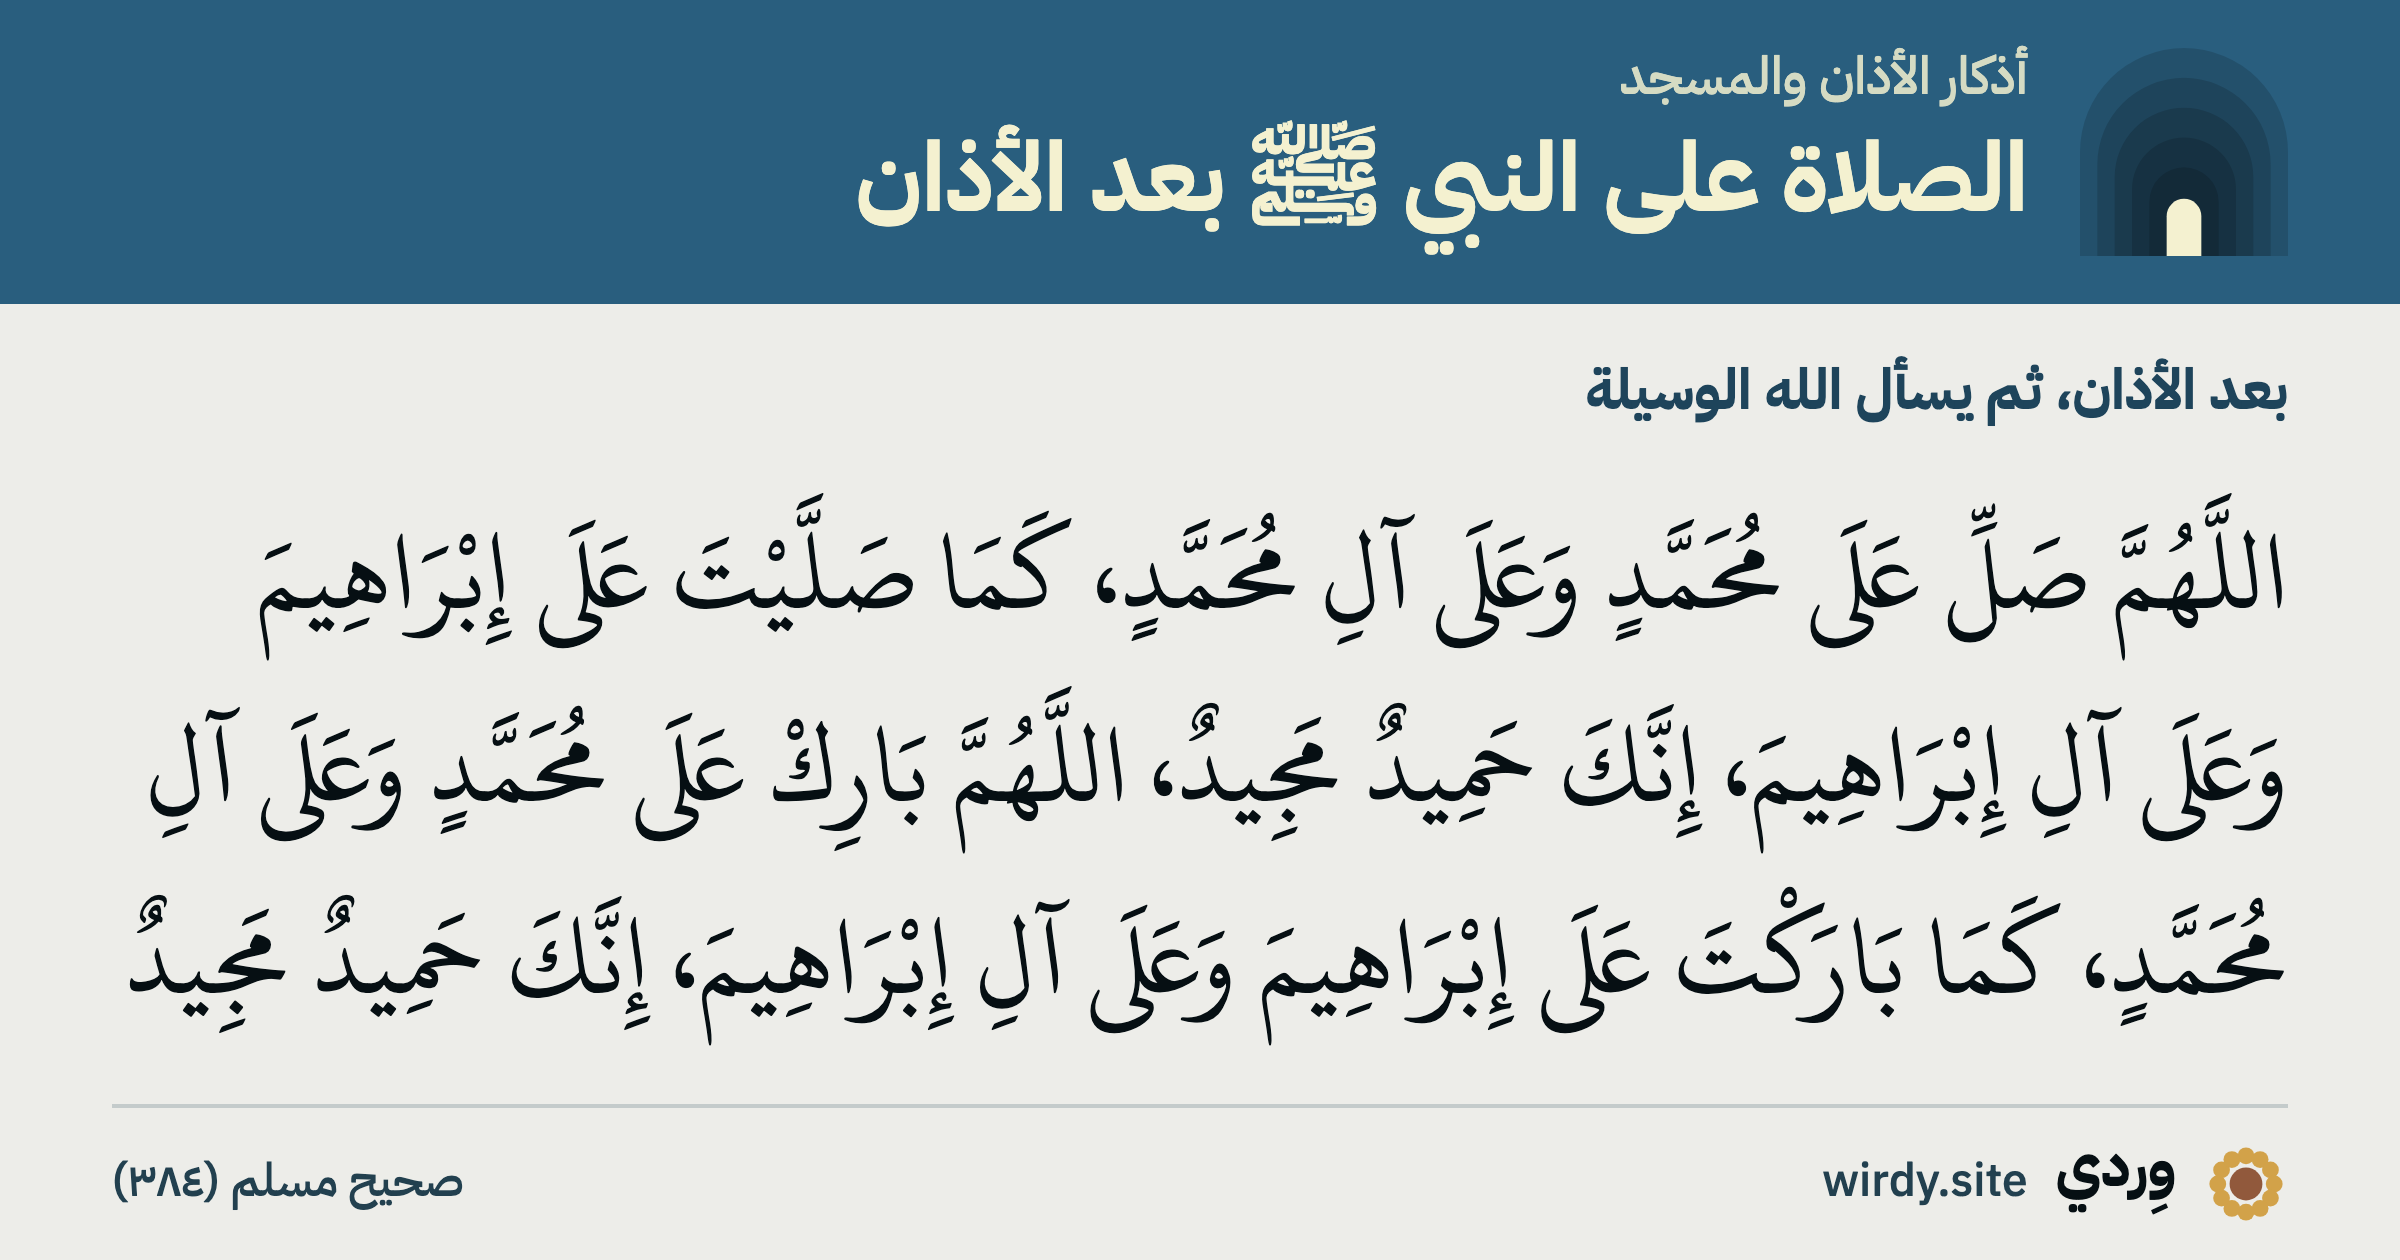 أذكار الأذان والمسجد
الصلاة على النبي ﷺ بعد الأذان
بعد الأذان، ثم يسأل الله الوسيلة
اللَّهُمَّ صَلِّ عَلَى مُحَمَّدٍ وَعَلَى آلِ مُحَمَّدٍ، كَمَا صَلَّيْتَ عَلَى إِبْرَاهِيمَ
وَعَلَى آلِ إِبْرَاهِيمَ، إِنَّكَ حَمِيدٌ مَجِيدٌ، اللَّهُمَّ بَارِكْ عَلَى مُحَمَّدٍ وَعَلَى آلِ
مُحَمَّدٍ، كَمَا بَارَكْتَ عَلَى إِبْرَاهِيمَ وَعَلَى آلِ إِبْرَاهِيمَ، إِنَّكَ حَمِيدٌ مَجِيدٌ
وِردي wirdy.site
صحيح مسلم (٣٨٤)